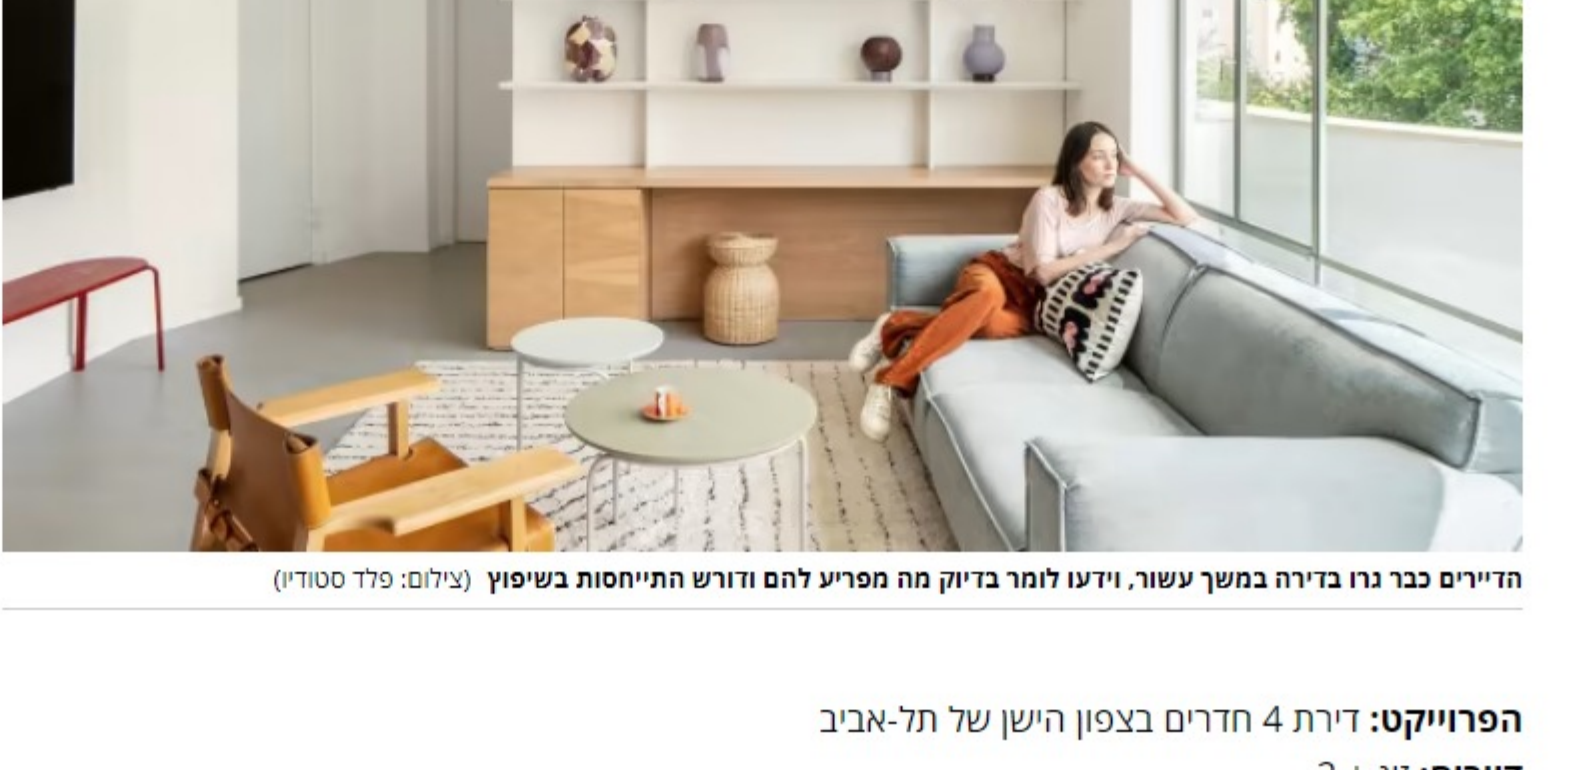 הדיירים כבר גרו בדירה במשך עשור, וידעו לומר בדיוק מה מפריע להם ודורש התייחסות בשיפוץ (צילום: פלד סטודיו)
הפרוייקט: דירת 4 חדרים בצפון הישן של תל-אביב